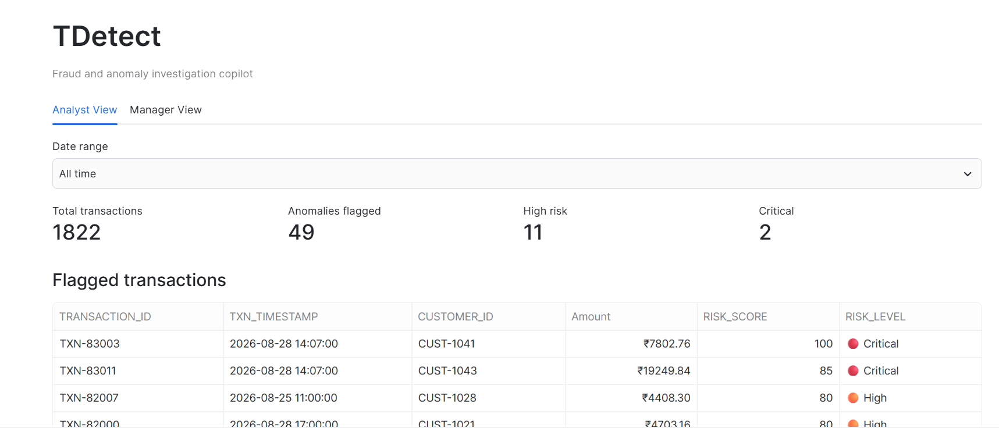 TDetect
Fraud and anomaly investigation copilot
Analyst View Manager View
Date range
All time
Total transactions Anomalies flagged High risk Critical
1822 49 11 2
Flagged transactions
TRANSACTION_ID TXN_TIMESTAMP CUSTOMER_ID Amount RISK_SCORE RISK_LEVEL
TXN-83003 2026-08-28 14:07:00 CUST-1041 ₹7802.76 100 Critical
TXN-83011 2026-08-28 14:07:00 CUST-1043 ₹19249.84 85 Critical
TXN-82007 2026-08-25 11:00:00 CUST-1028 ₹4408.30 80 High
TXN-82000 2026-08-28 17:00:00 CUST-1021 ₹4703.16 80 High